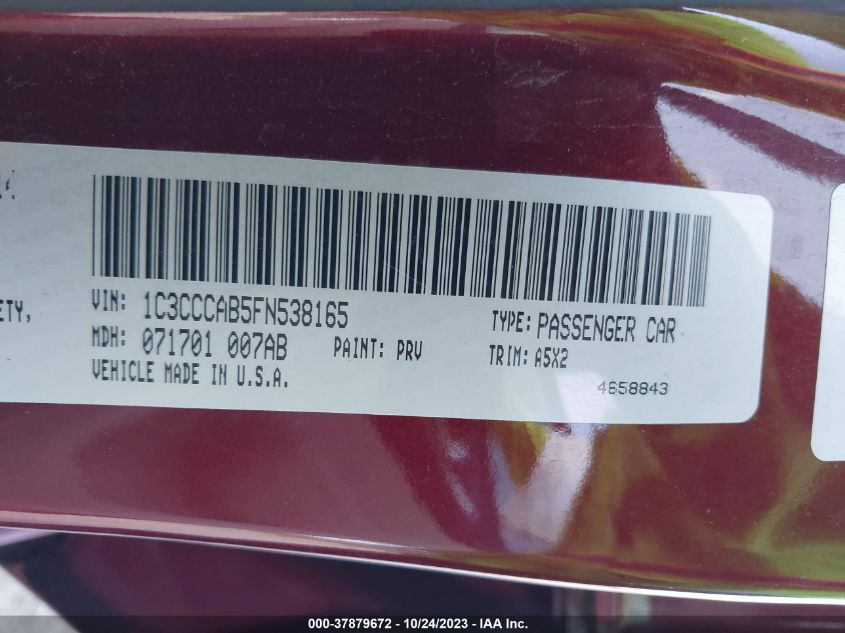 ETY,
VIN: 1C3CCCAB5FN538165 TYPE: PASSENGER CAR
MDH: 071701 007AB PAINT: PRV TRIM: A5X2
VEHICLE MADE IN U.S.A. 4658843
000-37879672 - 10/24/2023 - IAA Inc.